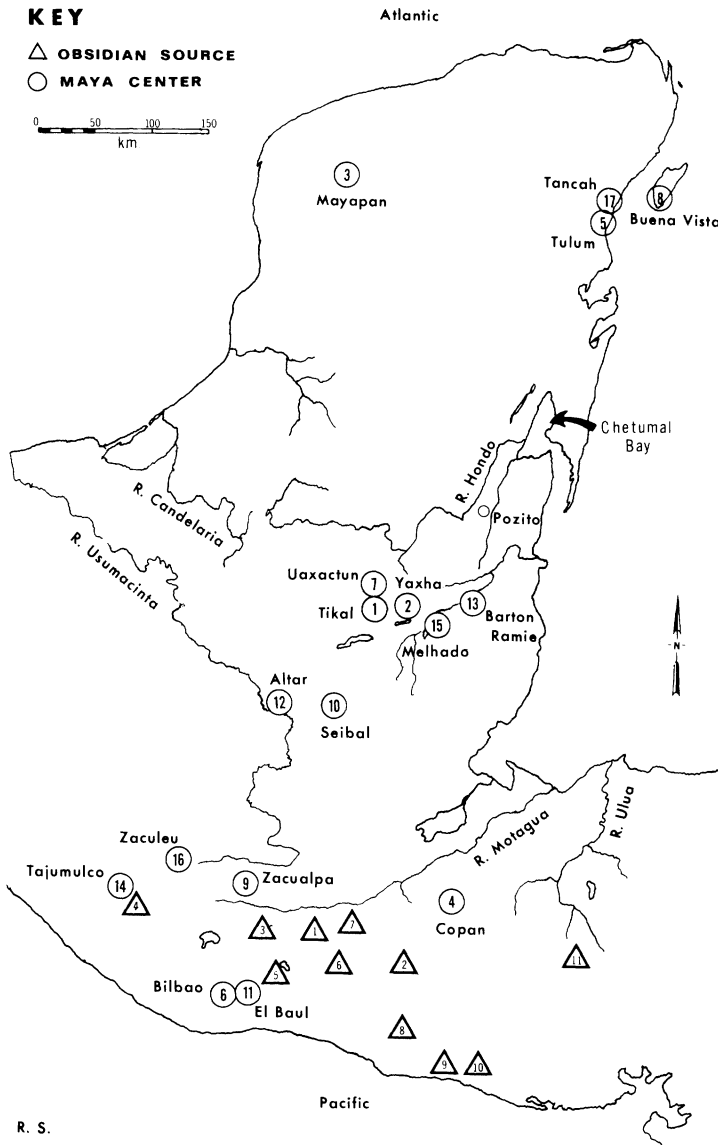 KEY
Atlantic
OBSIDIAN SOURCE
MAYA CENTER
0 50 100 150
km
3
Mayapan
Tancah
17
8
Buena Vista
5
Tulum
Chetumal
Bay
R. Hondo
Pozito
R. Candelaria
R. Usumacinta
Uaxactun
7
Yaxha
Tikal
1
2
13
Barton
Ramie
15
Melhado
N
Altar
12
10
Seibal
R. Motagua
R. Ulua
Zaculeu
16
Tajumulco
14
9
Zacualpa
4
4
Copan
3
1
7
5
6
2
11
Bilbao
6
11
El Baul
8
9
10
Pacific
R. S.